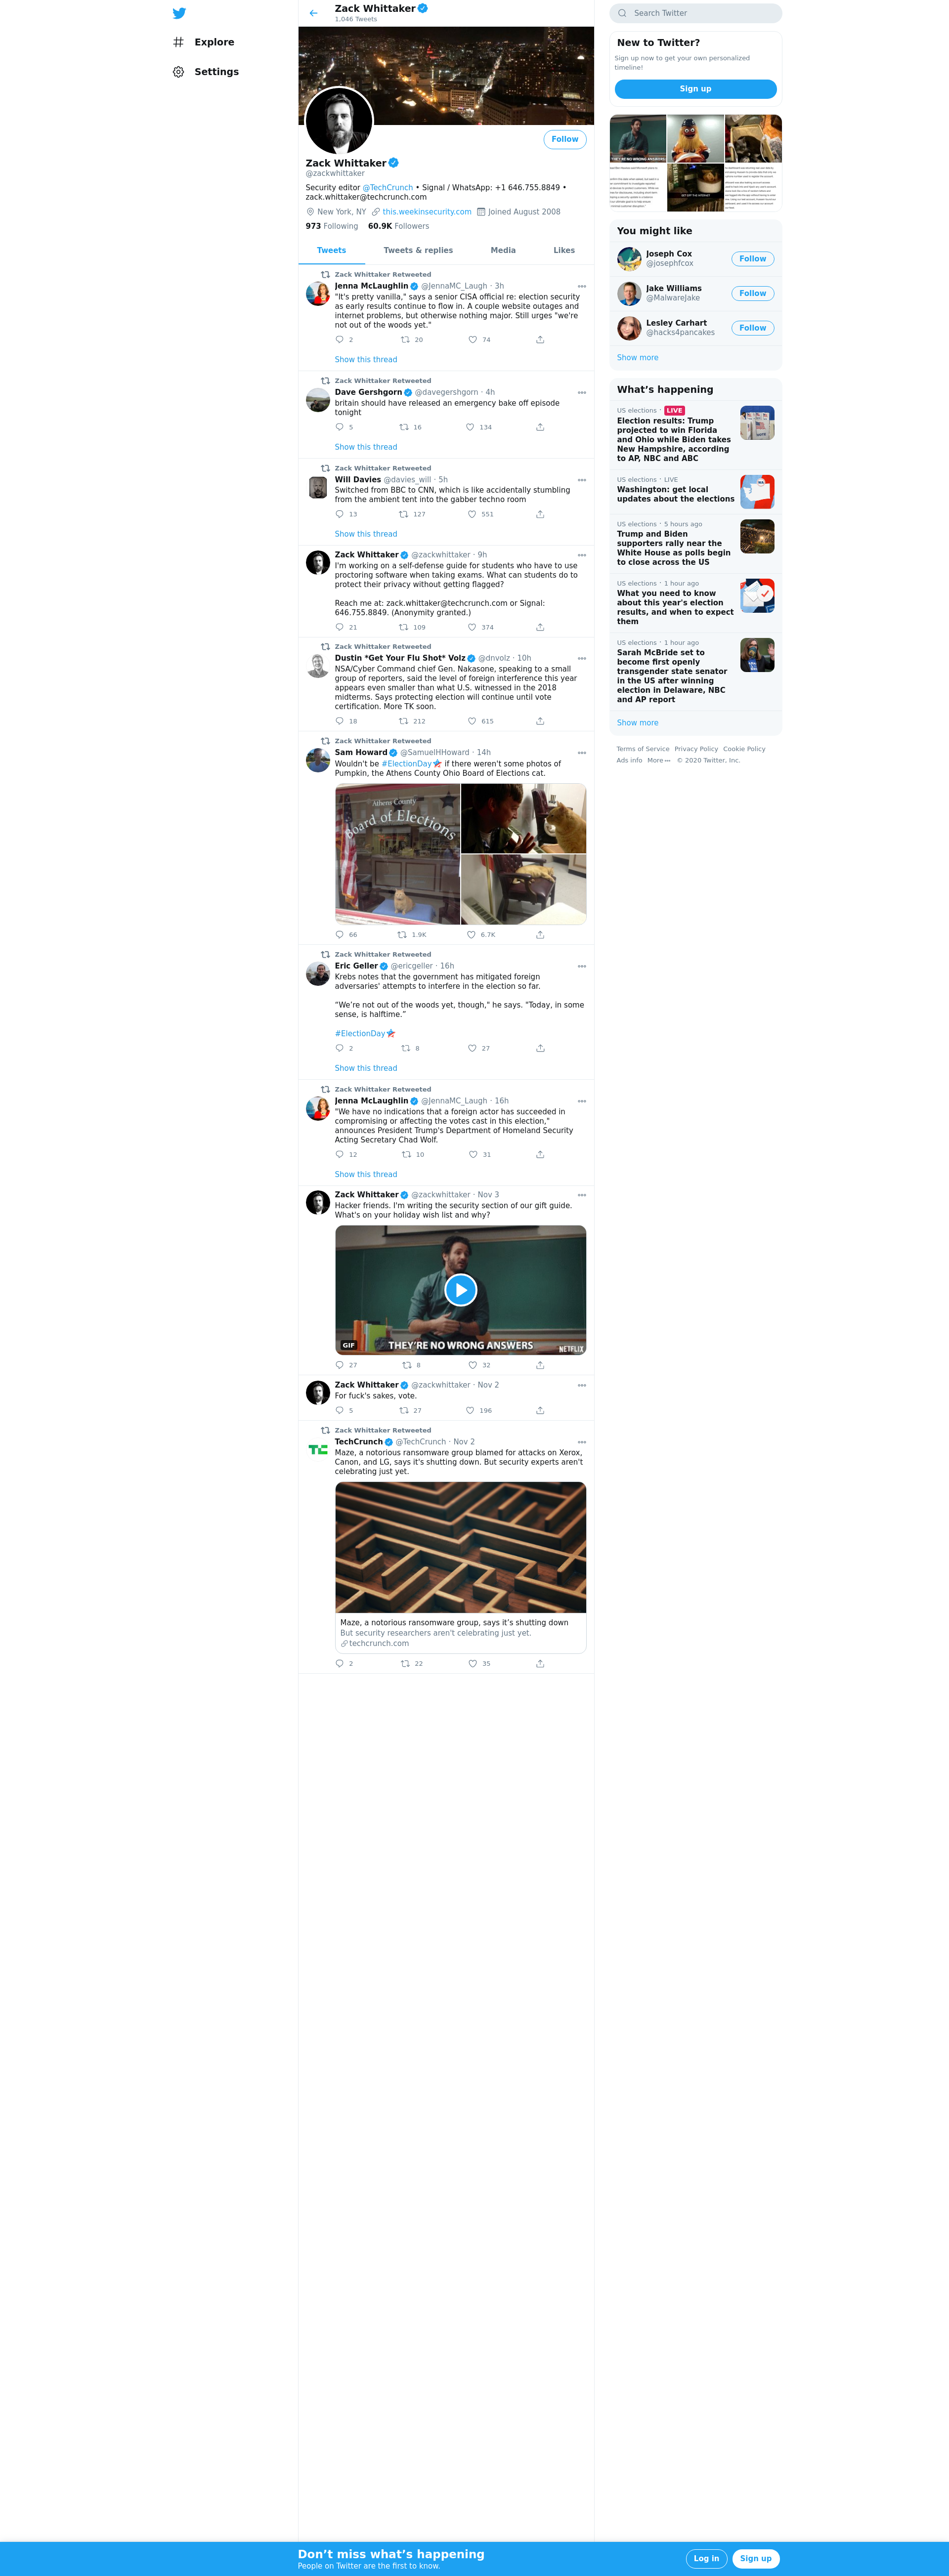 Explore
Settings
Zack Whittaker
1,046 Tweets
Follow
Zack Whittaker
@zackwhittaker
Security editor @TechCrunch • Signal / WhatsApp: +1 646.755.8849 •
zack.whittaker@techcrunch.com
New York, NY this.weekinsecurity.com Joined August 2008
973 Following 60.9K Followers
Tweets Tweets & replies Media Likes
Zack Whittaker Retweeted
Jenna McLaughlin @JennaMC_Laugh · 3h
"It's pretty vanilla," says a senior CISA official re: election security
as early results continue to flow in. A couple website outages and
internet problems, but otherwise nothing major. Still urges "we're
not out of the woods yet."
2 20 74
Show this thread
Zack Whittaker Retweeted
Dave Gershgorn @davegershgorn · 4h
britain should have released an emergency bake off episode
tonight
5 16 134
Show this thread
Zack Whittaker Retweeted
Will Davies @davies_will · 5h
Switched from BBC to CNN, which is like accidentally stumbling
from the ambient tent into the gabber techno room
13 127 551
Show this thread
Zack Whittaker @zackwhittaker · 9h
I'm working on a self-defense guide for students who have to use
proctoring software when taking exams. What can students do to
protect their privacy without getting flagged?
Reach me at: zack.whittaker@techcrunch.com or Signal:
646.755.8849. (Anonymity granted.)
21 109 374
Zack Whittaker Retweeted
Dustin *Get Your Flu Shot* Volz @dnvolz · 10h
NSA/Cyber Command chief Gen. Nakasone, speaking to a small
group of reporters, said the level of foreign interference this year
appears even smaller than what U.S. witnessed in the 2018
midterms. Says protecting election will continue until vote
certification. More TK soon.
18 212 615
Zack Whittaker Retweeted
Sam Howard @SamuelHHoward · 14h
Wouldn't be #ElectionDay if there weren't some photos of
Pumpkin, the Athens County Ohio Board of Elections cat.
Athens County
Board of Elections
66 1.9K 6.7K
Zack Whittaker Retweeted
Eric Geller @ericgeller · 16h
Krebs notes that the government has mitigated foreign
adversaries' attempts to interfere in the election so far.
“We’re not out of the woods yet, though," he says. "Today, in some
sense, is halftime.”
#ElectionDay
2 8 27
Show this thread
Zack Whittaker Retweeted
Jenna McLaughlin @JennaMC_Laugh · 16h
"We have no indications that a foreign actor has succeeded in
compromising or affecting the votes cast in this election,"
announces President Trump's Department of Homeland Security
Acting Secretary Chad Wolf.
12 10 31
Show this thread
Zack Whittaker @zackwhittaker · Nov 3
Hacker friends. I'm writing the security section of our gift guide.
What's on your holiday wish list and why?
GIF
THEY'RE NO WRONG ANSWERS
NETFLIX
27 8 32
Zack Whittaker @zackwhittaker · Nov 2
For fuck's sakes, vote.
5 27 196
Zack Whittaker Retweeted
TechCrunch @TechCrunch · Nov 2
Maze, a notorious ransomware group blamed for attacks on Xerox,
Canon, and LG, says it's shutting down. But security experts aren't
celebrating just yet.
Maze, a notorious ransomware group, says it’s shutting down
But security researchers aren't celebrating just yet.
techcrunch.com
2 22 35
Search Twitter
New to Twitter?
Sign up now to get your own personalized
timeline!
Sign up
THEY'RE NO WRONG ANSWERS
You might like
Joseph Cox
@josephfcox
Follow
Jake Williams
@MalwareJake
Follow
Lesley Carhart
@hacks4pancakes
Follow
Show more
What’s happening
US elections · LIVE
Election results: Trump
projected to win Florida
and Ohio while Biden takes
New Hampshire, according
to AP, NBC and ABC
US elections · LIVE
Washington: get local
updates about the elections
US elections · 5 hours ago
Trump and Biden
supporters rally near the
White House as polls begin
to close across the US
US elections · 1 hour ago
What you need to know
about this year's election
results, and when to expect
them
US elections · 1 hour ago
Sarah McBride set to
become first openly
transgender state senator
in the US after winning
election in Delaware, NBC
and AP report
Show more
Terms of Service Privacy Policy Cookie Policy
Ads info More © 2020 Twitter, Inc.
Don’t miss what’s happening
People on Twitter are the first to know.
Log in
Sign up